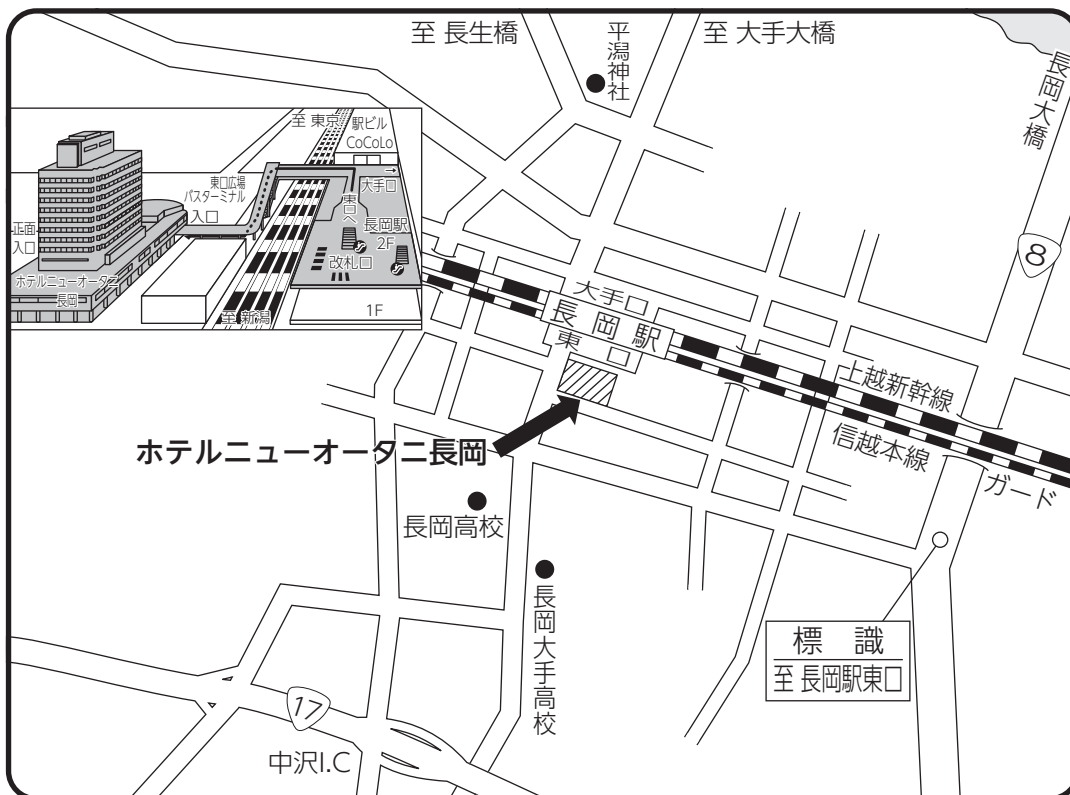 至 長生橋
平潟神社
至 大手大橋
長岡大橋
至 東京
駅ビル
CoCoLo
→
大手口
東口広場
バスターミナル
入口
東口へ
長岡駅
2F
正面
入口
改札口
ホテルニューオータニ
長岡
至 新潟
1F
8
大手口
長岡駅
東口
上越新幹線
信越本線
ガード
ホテルニューオータニ長岡
長岡高校
長岡大手高校
標 識
至 長岡駅東口
17
中沢I.C